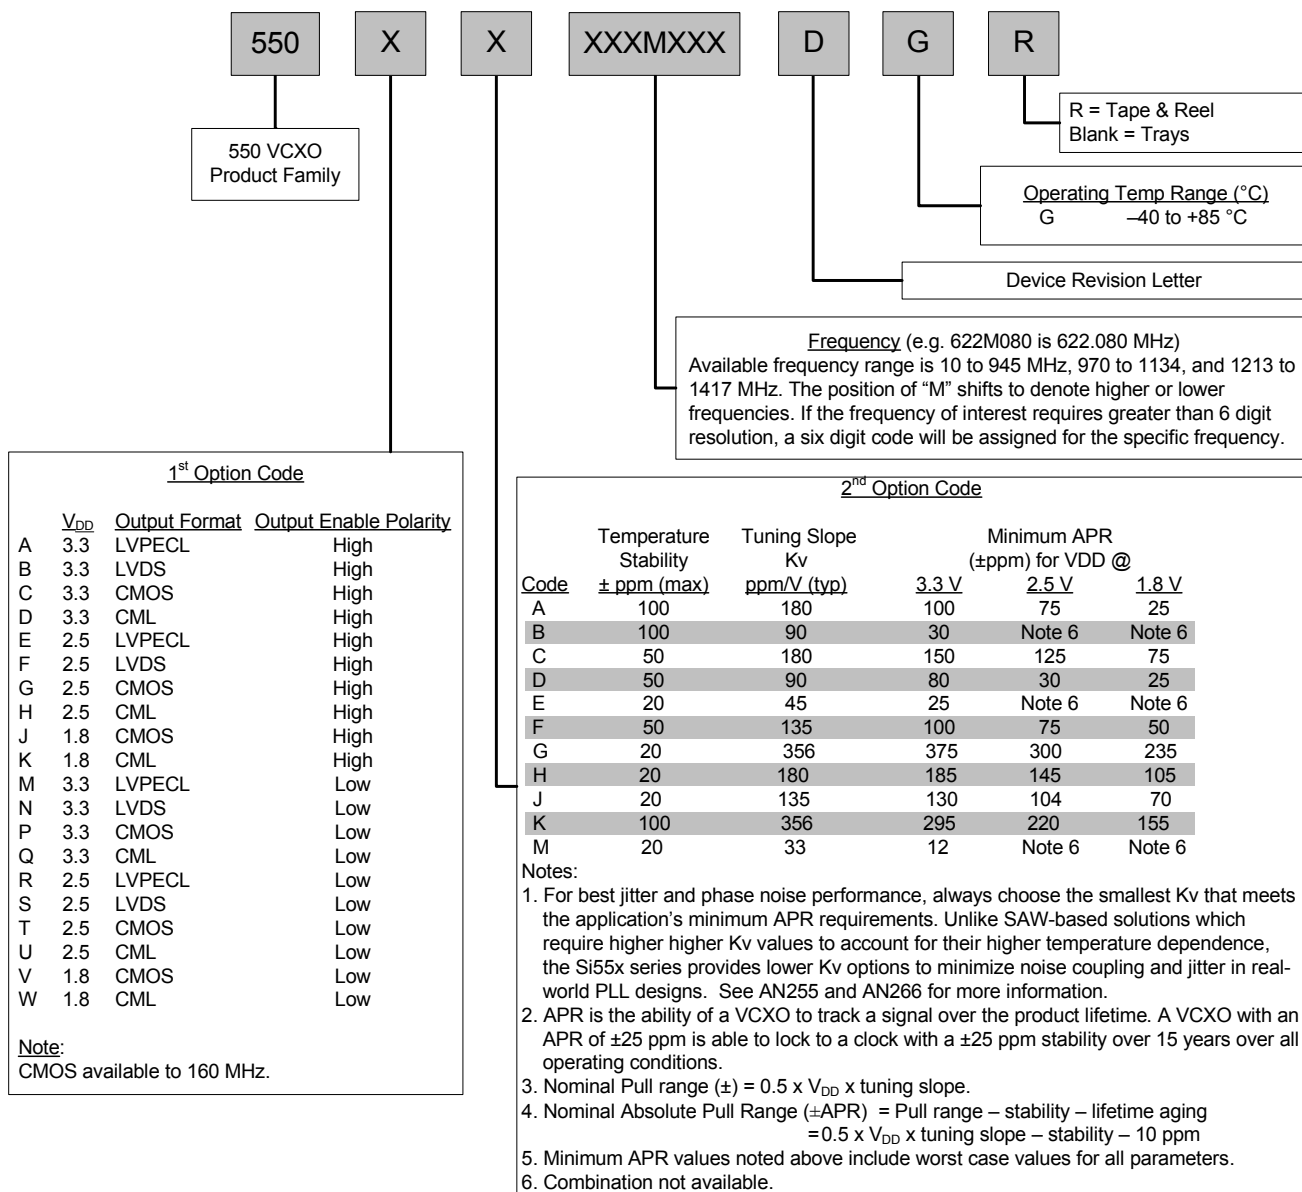 550 X X XXXMXXX D G R
550 VCXO
Product Family
R = Tape & Reel
Blank = Trays
Operating Temp Range (°C)
G –40 to +85 °C
Device Revision Letter
Frequency (e.g. 622M080 is 622.080 MHz)
Available frequency range is 10 to 945 MHz, 970 to 1134, and 1213 to
1417 MHz. The position of “M” shifts to denote higher or lower
frequencies. If the frequency of interest requires greater than 6 digit
resolution, a six digit code will be assigned for the specific frequency.
1st Option Code
VDD Output Format Output Enable Polarity
A 3.3 LVPECL High
B 3.3 LVDS High
C 3.3 CMOS High
D 3.3 CML High
E 2.5 LVPECL High
F 2.5 LVDS High
G 2.5 CMOS High
H 2.5 CML High
J 1.8 CMOS High
K 1.8 CML High
M 3.3 LVPECL Low
N 3.3 LVDS Low
P 3.3 CMOS Low
Q 3.3 CML Low
R 2.5 LVPECL Low
S 2.5 LVDS Low
T 2.5 CMOS Low
U 2.5 CML Low
V 1.8 CMOS Low
W 1.8 CML Low
Note:
CMOS available to 160 MHz.
2nd Option Code
Temperature Tuning Slope Minimum APR
Stability Kv (±ppm) for VDD @
Code ± ppm (max) ppm/V (typ) 3.3 V 2.5 V 1.8 V
A 100 180 100 75 25
B 100 90 30 Note 6 Note 6
C 50 180 150 125 75
D 50 90 80 30 25
E 20 45 25 Note 6 Note 6
F 50 135 100 75 50
G 20 356 375 300 235
H 20 180 185 145 105
J 20 135 130 104 70
K 100 356 295 220 155
M 20 33 12 Note 6 Note 6
Notes:
1. For best jitter and phase noise performance, always choose the smallest Kv that meets
the application’s minimum APR requirements. Unlike SAW-based solutions which
require higher higher Kv values to account for their higher temperature dependence,
the Si55x series provides lower Kv options to minimize noise coupling and jitter in real-
world PLL designs. See AN255 and AN266 for more information.
2. APR is the ability of a VCXO to track a signal over the product lifetime. A VCXO with an
APR of ±25 ppm is able to lock to a clock with a ±25 ppm stability over 15 years over all
operating conditions.
3. Nominal Pull range (±) = 0.5 x VDD x tuning slope.
4. Nominal Absolute Pull Range (±APR) = Pull range – stability – lifetime aging
= 0.5 x VDD x tuning slope – stability – 10 ppm
5. Minimum APR values noted above include worst case values for all parameters.
6. Combination not available.